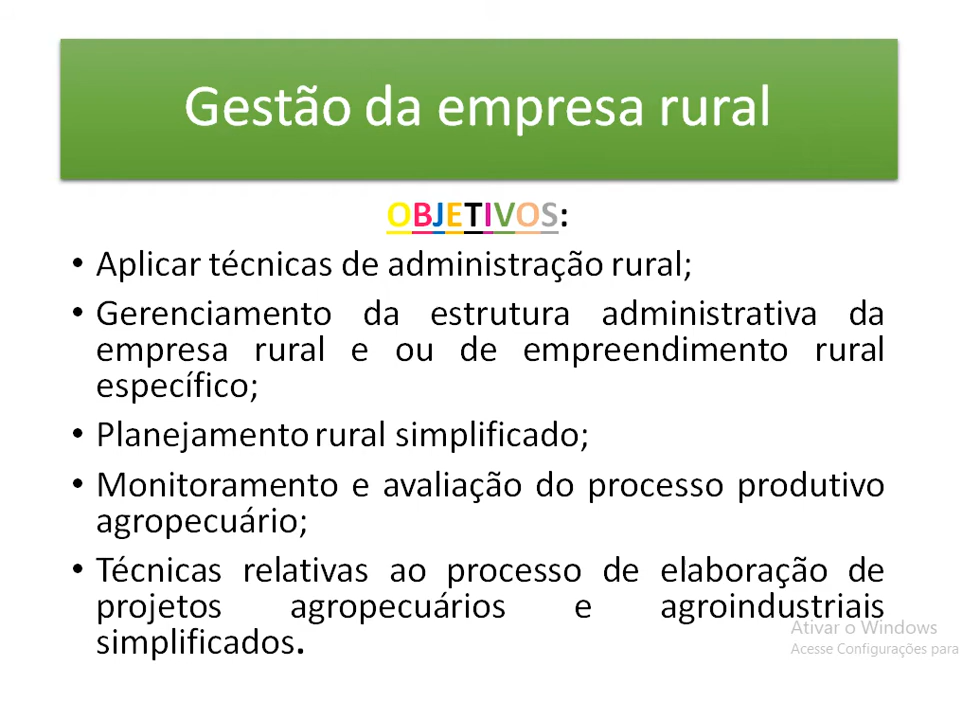 Gestão da empresa rural
OBJETIVOS:
• Aplicar técnicas de administração rural;
• Gerenciamento da estrutura administrativa da
empresa rural e ou de empreendimento rural
específico;
• Planejamento rural simplificado;
• Monitoramento e avaliação do processo produtivo
agropecuário;
• Técnicas relativas ao processo de elaboração de
projetos agropecuários e agroindustriais
simplificados.
Ativar o Windows
Acesse Configurações para